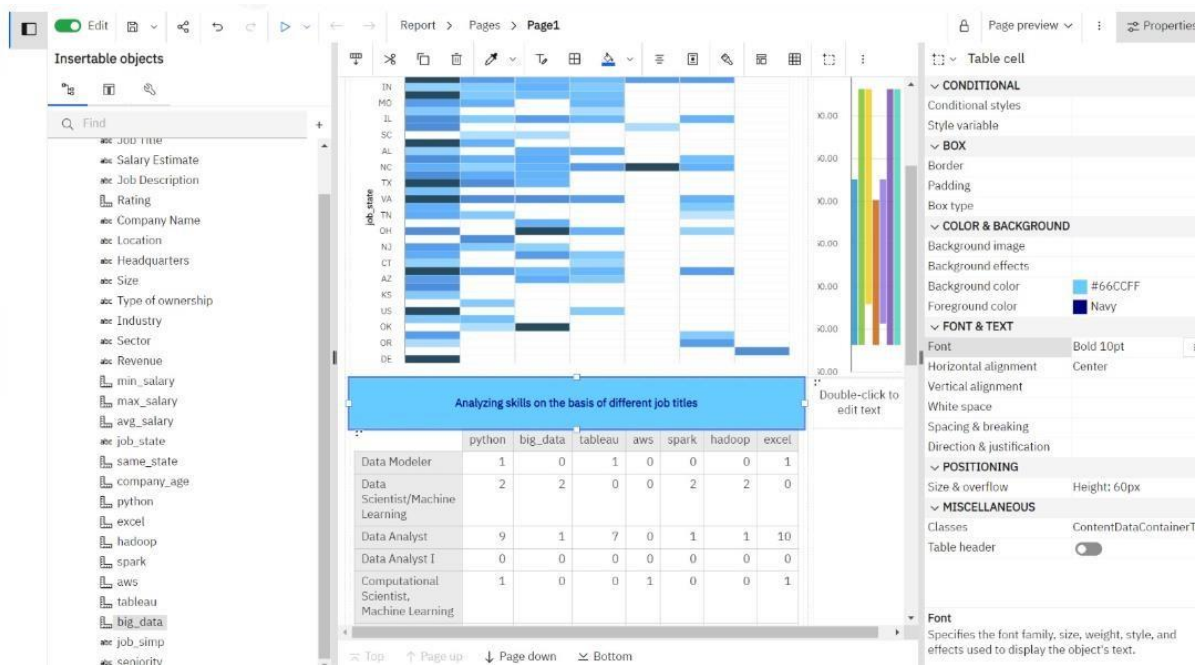 Edit
Report > Pages > Page1
Page preview
Properties
Insertable objects
Find
Job Title
Salary Estimate
Job Description
Rating
Company Name
Location
Headquarters
Size
Type of ownership
Industry
Sector
Revenue
min_salary
max_salary
avg_salary
job_state
same_state
company_age
python
excel
hadoop
spark
aws
tableau
big_data
job_simp
seniority
job_state
IN
MO
IL
SC
AL
NC
TX
VA
TN
OH
NJ
CT
AZ
KS
US
OK
OR
DE
Analyzing skills on the basis of different job titles
Double-click to
edit text
python big_data tableau aws spark hadoop excel
Data Modeler 1 0 1 0 0 0 1
Data
Scientist/Machine
Learning 2 2 0 0 2 2 0
Data Analyst 9 1 7 0 1 1 10
Data Analyst I 0 0 0 0 0 0 0
Computational
Scientist,
Machine Learning 1 0 0 1 0 0 1
Top Page up Page down Bottom
Table cell
CONDITIONAL
Conditional styles
Style variable
BOX
Border
Padding
Box type
COLOR & BACKGROUND
Background image
Background effects
Background color #66CCFF
Foreground color Navy
FONT & TEXT
Font Bold 10pt
Horizontal alignment Center
Vertical alignment
White space
Spacing & breaking
Direction & justification
POSITIONING
Size & overflow Height: 60px
MISCELLANEOUS
Classes ContentDataContainerT
Table header
Font
Specifies the font family, size, weight, style, and
effects used to display the object's text.